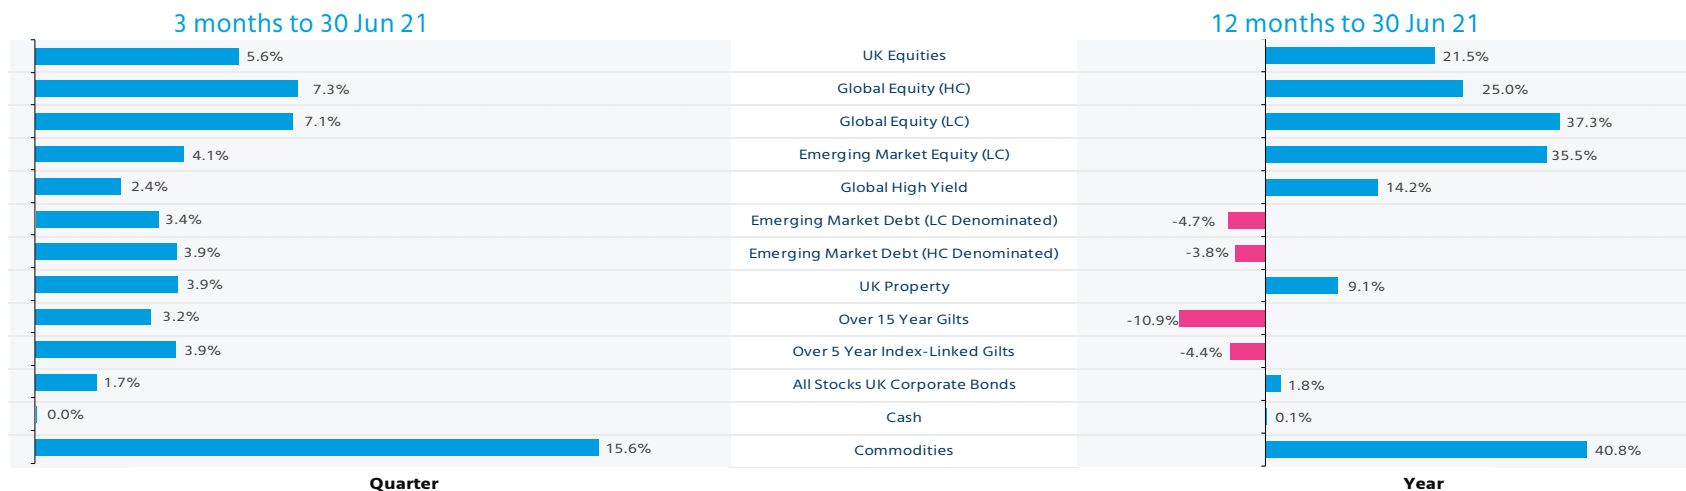 3 months to 30 Jun 21 12 months to 30 Jun 21
5.6% UK Equities 21.5%
7.3% Global Equity (HC) 25.0%
7.1% Global Equity (LC) 37.3%
4.1% Emerging Market Equity (LC) 35.5%
2.4% Global High Yield 14.2%
3.4% Emerging Market Debt (LC Denominated) -4.7%
3.9% Emerging Market Debt (HC Denominated) -3.8%
3.9% UK Property 9.1%
3.2% Over 15 Year Gilts -10.9%
3.9% Over 5 Year Index-Linked Gilts -4.4%
1.7% All Stocks UK Corporate Bonds 1.8%
0.0% Cash 0.1%
15.6% Commodities 40.8%
Quarter Year